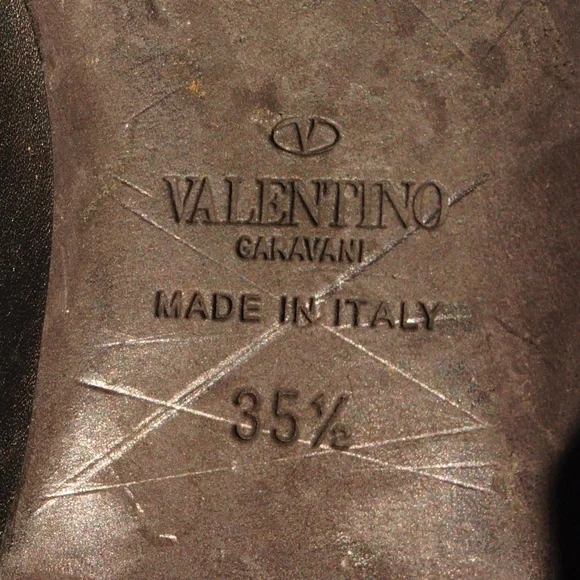 V
VALENTINO
GARAVANI
MADE IN ITALY
35½